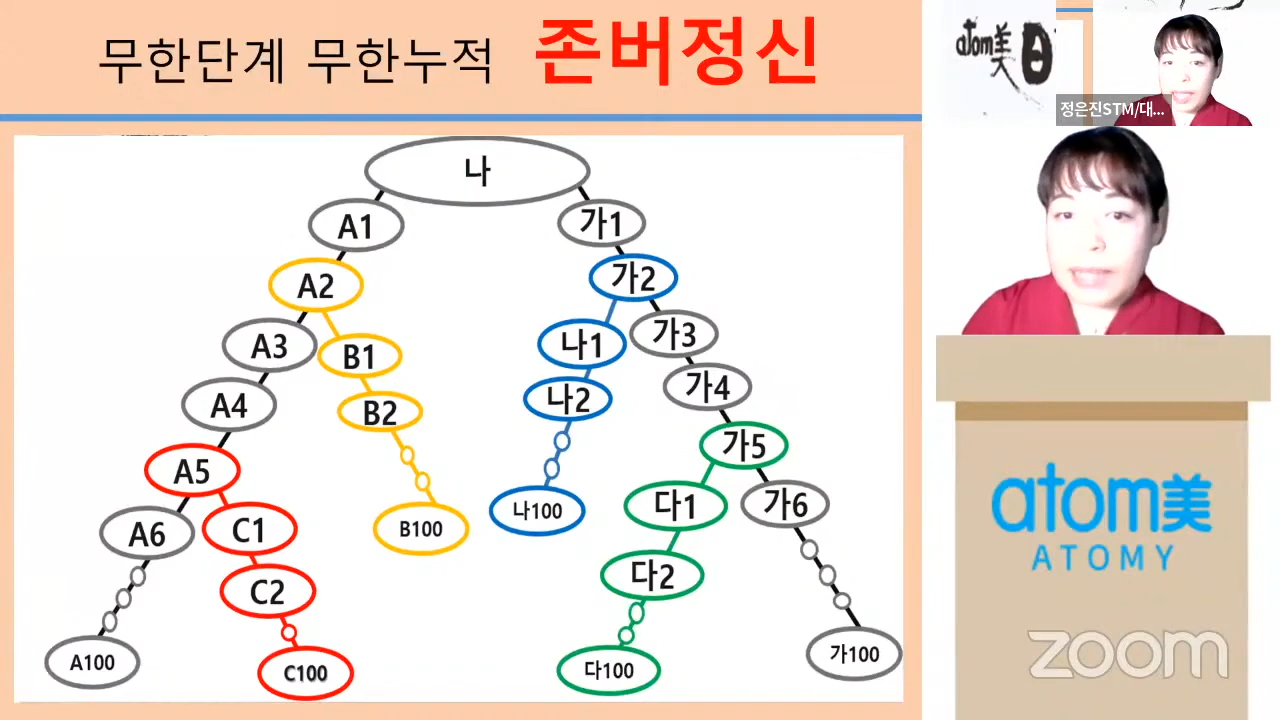 무한단계 무한누적 존버정신
나
A1
가1
A2
가2
A3
B1
나1
가3
A4
B2
나2
가4
A5
가5
A6
C1
B100
나100
다1
가6
C2
다2
A100
C100
다100
가100
atom美
정은진STM/대...
atom美
ATOMY
zoom